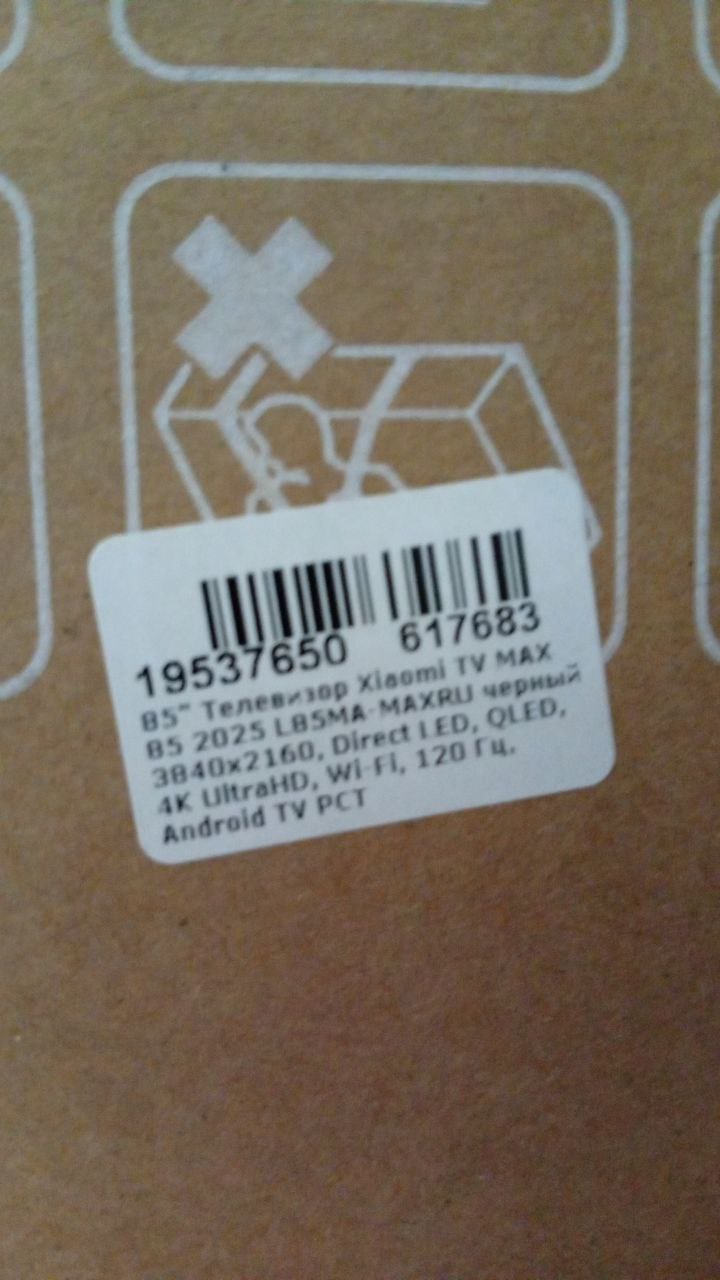 19537650 617683
85" Телевизор Xiaomi TV MAX
85 2025 L85MA-MAXRU черный
3840x2160, Direct LED, QLED,
4K UltraHD, Wi-Fi, 120 Гц,
Android TV РСТ